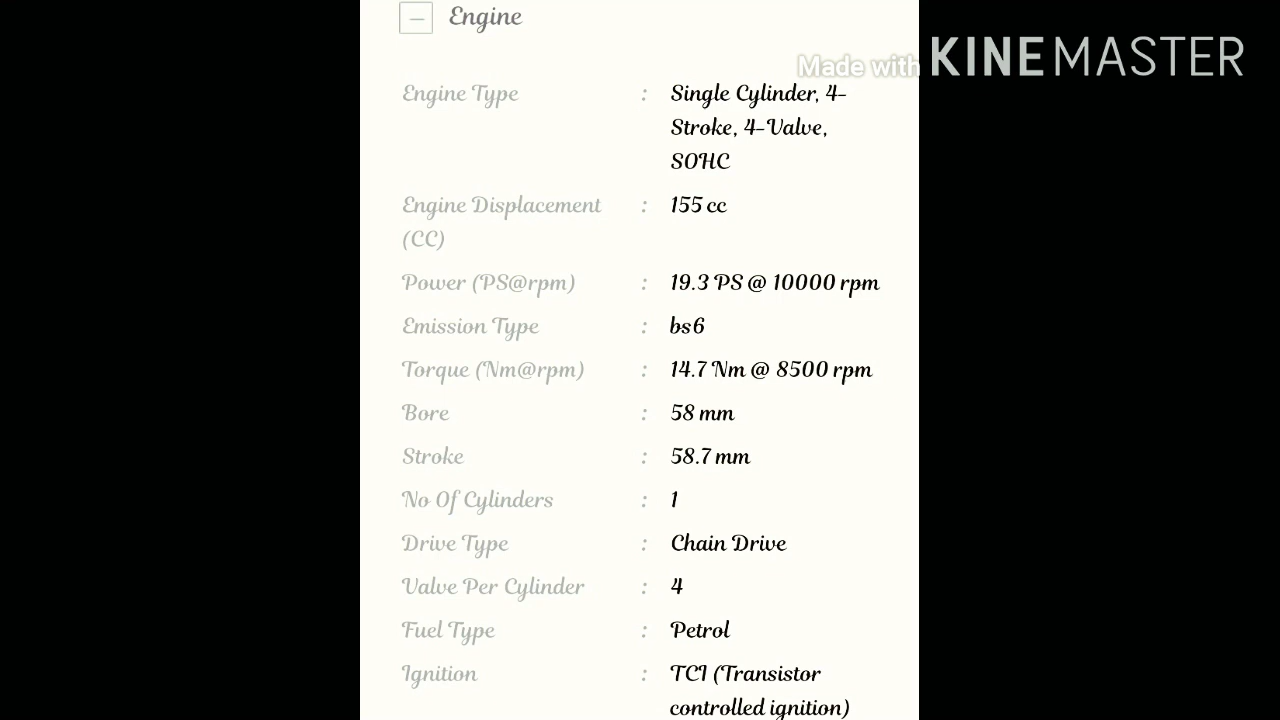 Engine
Made with KINEMASTER
Engine Type : Single Cylinder, 4-
Stroke, 4-Valve,
SOHC
Engine Displacement : 155 cc
(CC)
Power (PS@rpm) : 19.3 PS @ 10000 rpm
Emission Type : bs6
Torque (Nm@rpm) : 14.7 Nm @ 8500 rpm
Bore : 58 mm
Stroke : 58.7 mm
No Of Cylinders : 1
Drive Type : Chain Drive
Valve Per Cylinder : 4
Fuel Type : Petrol
Ignition : TCI (Transistor
controlled ignition)